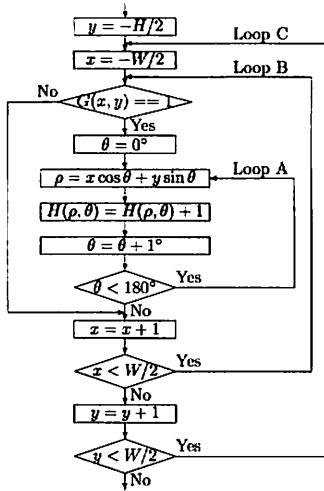 y = −H/2
Loop C
x = −W/2
Loop B
No
G(x, y) == 1
Yes
θ = 0°
Loop A
ρ = x cos θ + y sin θ
H(ρ, θ) = H(ρ, θ) + 1
θ = θ + 1°
θ < 180°
Yes
No
x = x + 1
x < W/2
Yes
No
y = y + 1
y < W/2
Yes
No